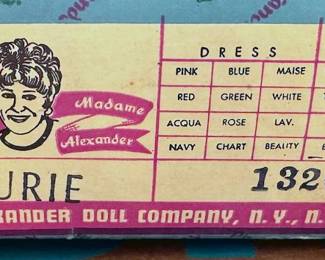 DRESS
PINK BLUE MAISE
RED GREEN WHITE
ACQUA ROSE LAV.
NAVY CHART BEALITY
Madame
Alexander
URIE 132
XANDER DOLL COMPANY, N. Y., N.